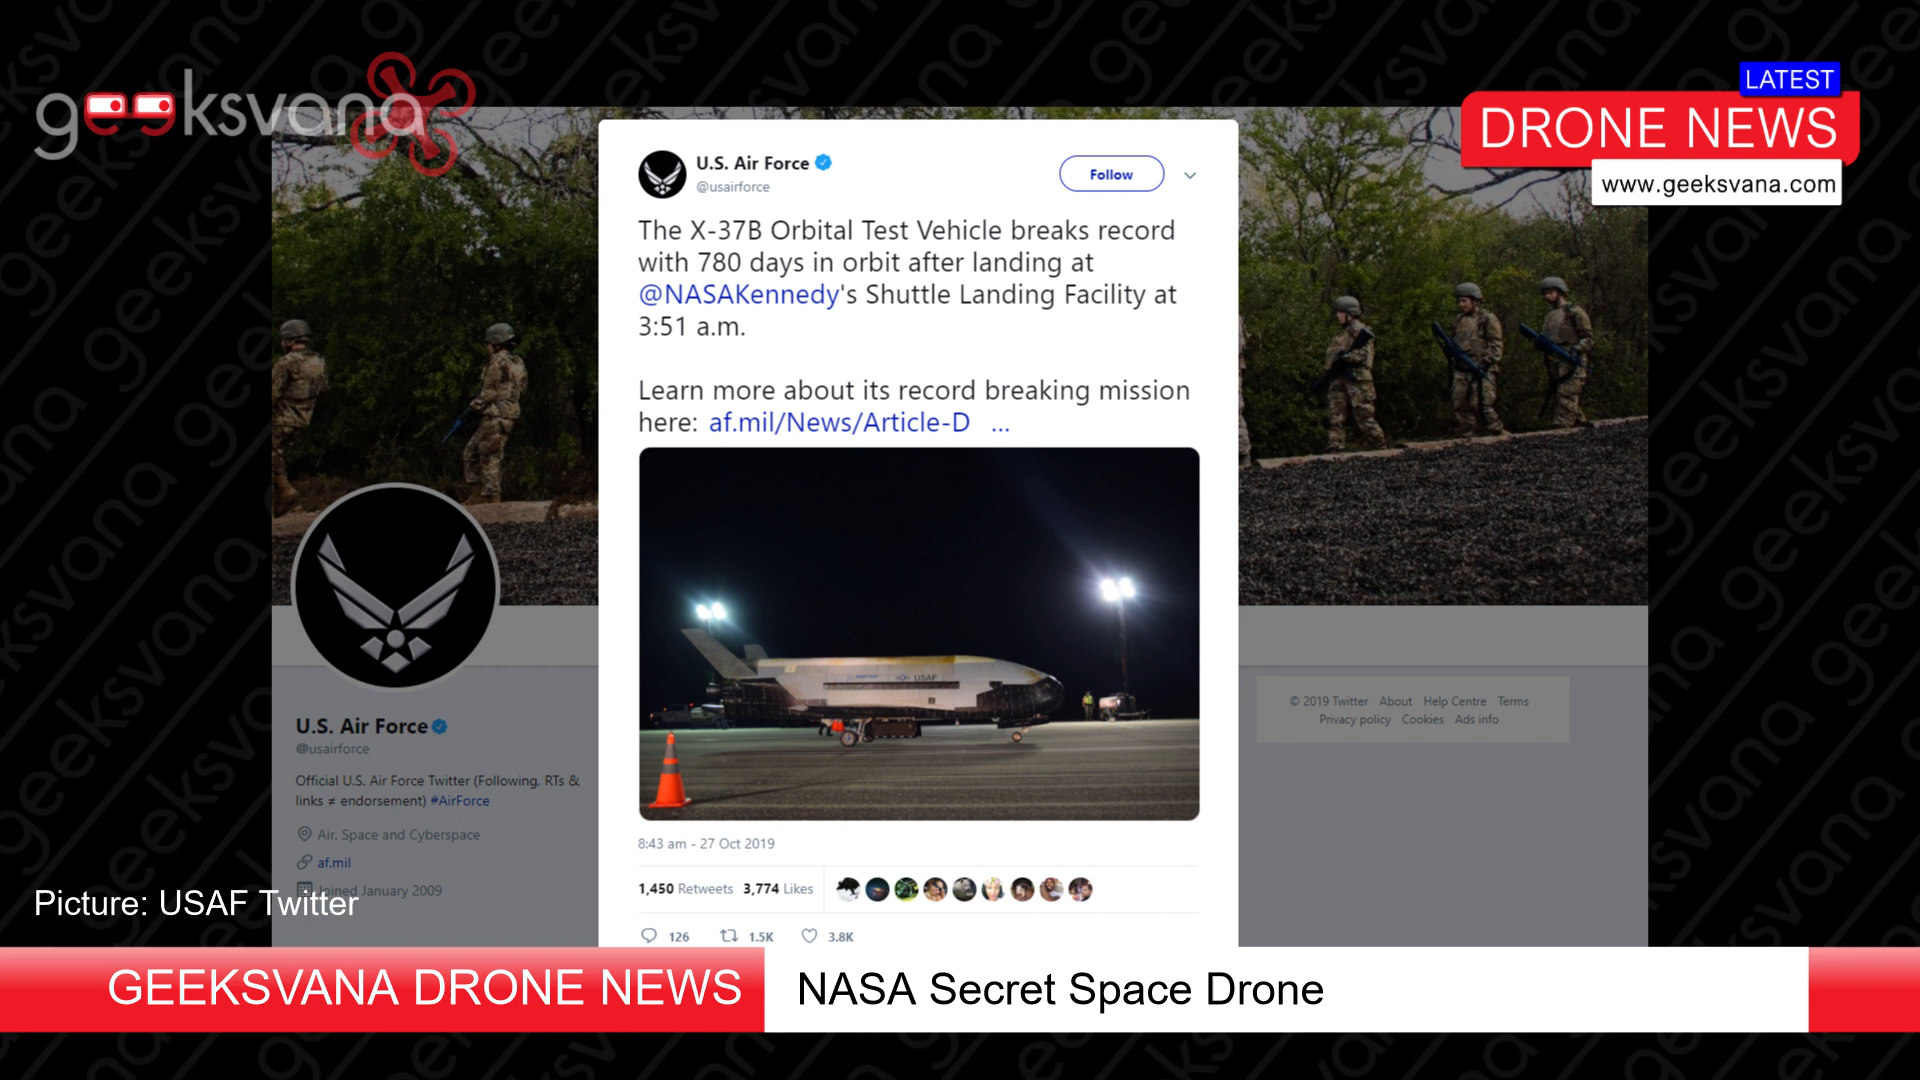 geeksvana
LATEST
DRONE NEWS
www.geeksvana.com
U.S. Air Force
@usairforce
Follow
The X-37B Orbital Test Vehicle breaks record
with 780 days in orbit after landing at
@NASAKennedy's Shuttle Landing Facility at
3:51 a.m.
Learn more about its record breaking mission
here: af.mil/News/Article-D ...
USAF
8:43 am - 27 Oct 2019
1,450 Retweets 3,774 Likes
126 1.5K 3.8K
U.S. Air Force
@usairforce
Official U.S. Air Force Twitter (Following, RTs &
links ≠ endorsement) #AirForce
Air, Space and Cyberspace
af.mil
Joined January 2009
© 2019 Twitter About Help Centre Terms
Privacy policy Cookies Ads info
Picture: USAF Twitter
GEEKSVANA DRONE NEWS
NASA Secret Space Drone